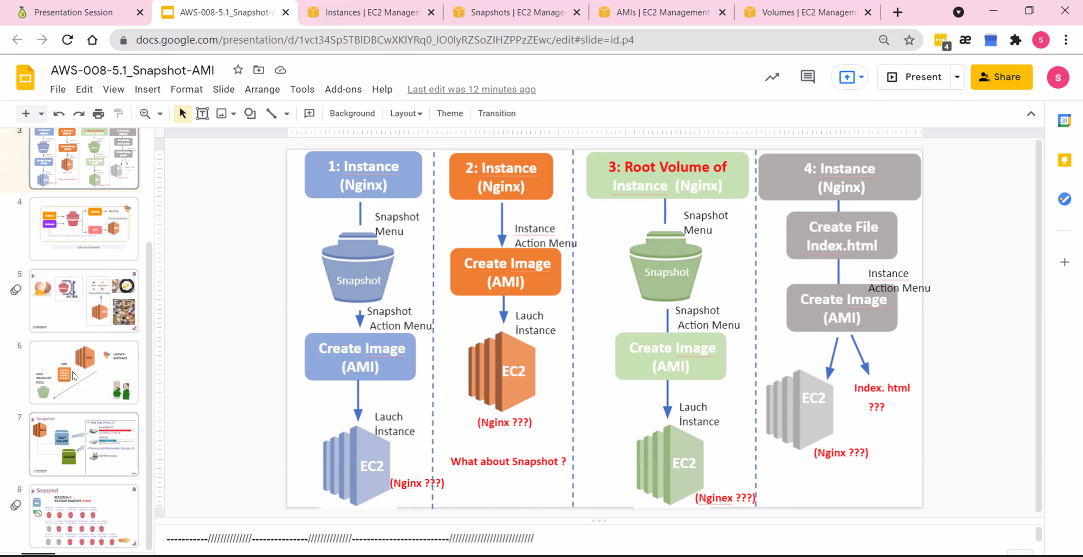 Presentation Session
AWS-008-5.1_Snapshot-
Instances | EC2 Managem
Snapshots | EC2 Manage
AMIs | EC2 Management
Volumes | EC2 Managem
docs.google.com/presentation/d/
/edit#slide=id.p4
4
æ
S
AWS-008-5.1_Snapshot-AMI
File Edit View Insert Format Slide Arrange Tools Add-ons Help Last edit was 12 minutes ago
Present
Share
S
Background Layout Theme Transition
3
4
5
6
7
8
EC2
Snapshot
Snapshot
1: Instance
(Nginx)
Snapshot
Menu
Snapshot
Snapshot
Action Menu
Create Image
(AMI)
Lauch
İnstance
EC2
(Nginx ???)
2: Instance
(Nginx)
Instance
Action Menu
Create Image
(AMI)
Lauch
İnstance
EC2
(Nginx ???)
What about Snapshot ?
3: Root Volume of
Instance (Nginx)
Snapshot
Menu
Snapshot
Snapshot
Action Menu
Create Image
(AMI)
Lauch
İnstance
EC2
(Nginex ???)
4: Instance
(Nginx)
Create File
Index.html
Instance
Action Menu
Create Image
(AMI)
EC2
(Nginx ???)
Index. html
???